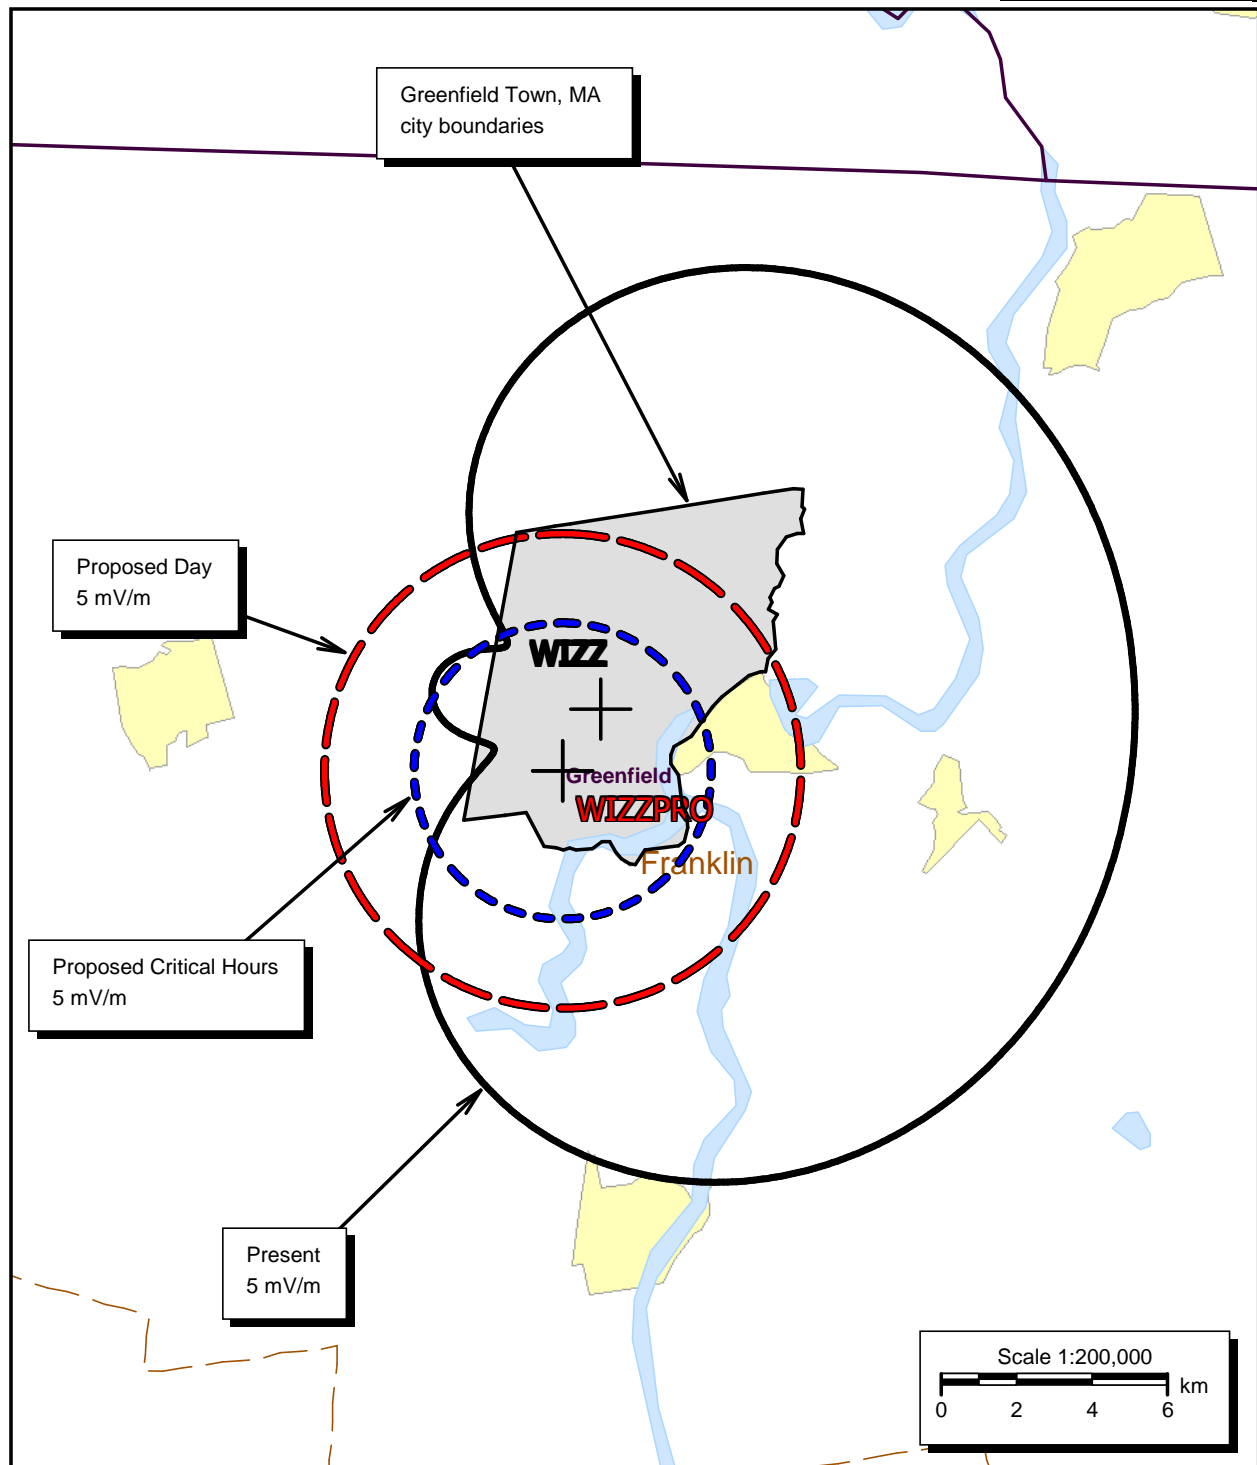 Greenfield Town, MA
city boundaries
Proposed Day
5 mV/m
WIZZ
Greenfield
WIZZPRO
Franklin
Proposed Critical Hours
5 mV/m
Present
5 mV/m
Scale 1:200,000
km
0 2 4 6